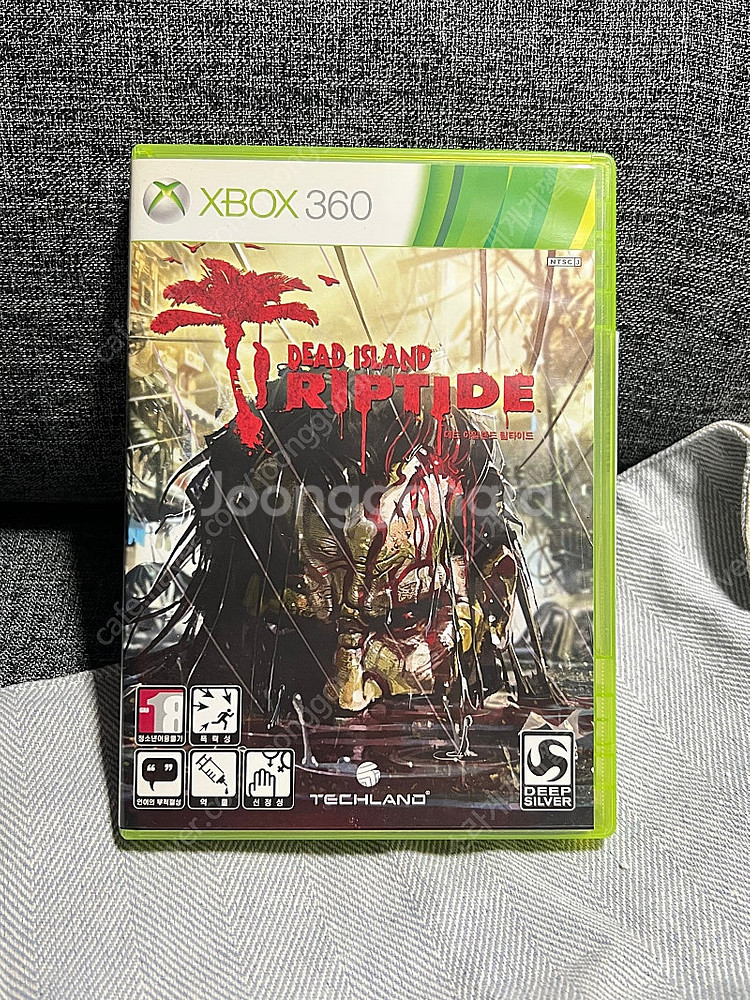 XBOX 360
NTSC J
DEAD ISLAND
RIPTIDE
데드 아일랜드 립타이드
Joonggonara
18
청소년이용불가
폭력성
언어의 부적절성
약물
선정성
TECHLAND
DEEP
SILVER